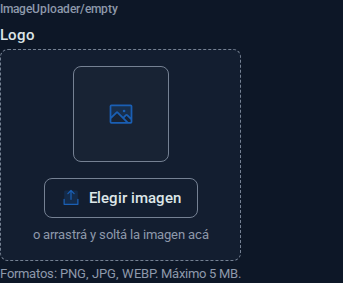 ImageUploader/empty
Logo
Elegir imagen
o arrastrá y soltá la imagen acá
Formatos: PNG, JPG, WEBP. Máximo 5 MB.